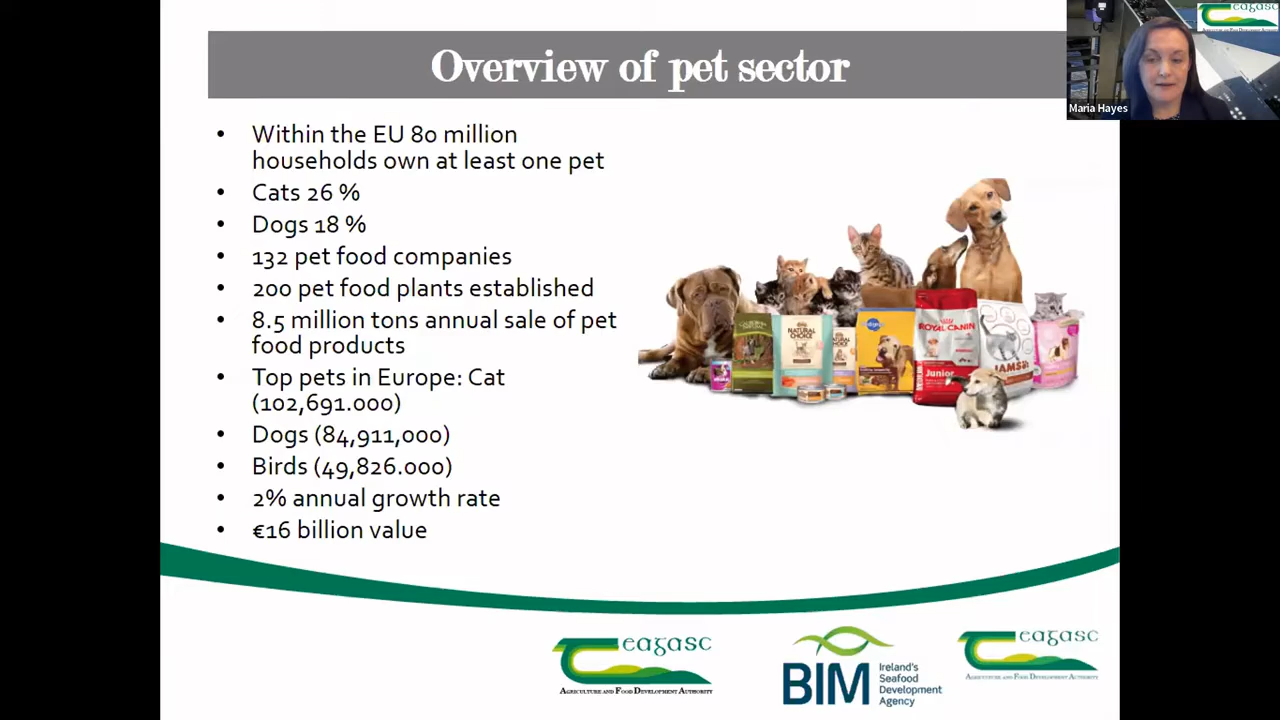 Overview of pet sector
eagasc
Maria Hayes
• Within the EU 80 million
households own at least one pet
• Cats 26 %
• Dogs 18 %
• 132 pet food companies
• 200 pet food plants established
• 8.5 million tons annual sale of pet
food products
• Top pets in Europe: Cat
(102,691.000)
• Dogs (84,911,000)
• Birds (49,826.000)
• 2% annual growth rate
• €16 billion value
NATURAL
CHOICE
Pedigree
ROYAL CANIN
Junior
IAMS
eagasc
AGRICULTURE AND FOOD DEVELOPMENT AUTHORITY
BIM
Ireland's
Seafood
Development
Agency
eagasc
AGRICULTURE AND FOOD DEVELOPMENT AUTHORITY